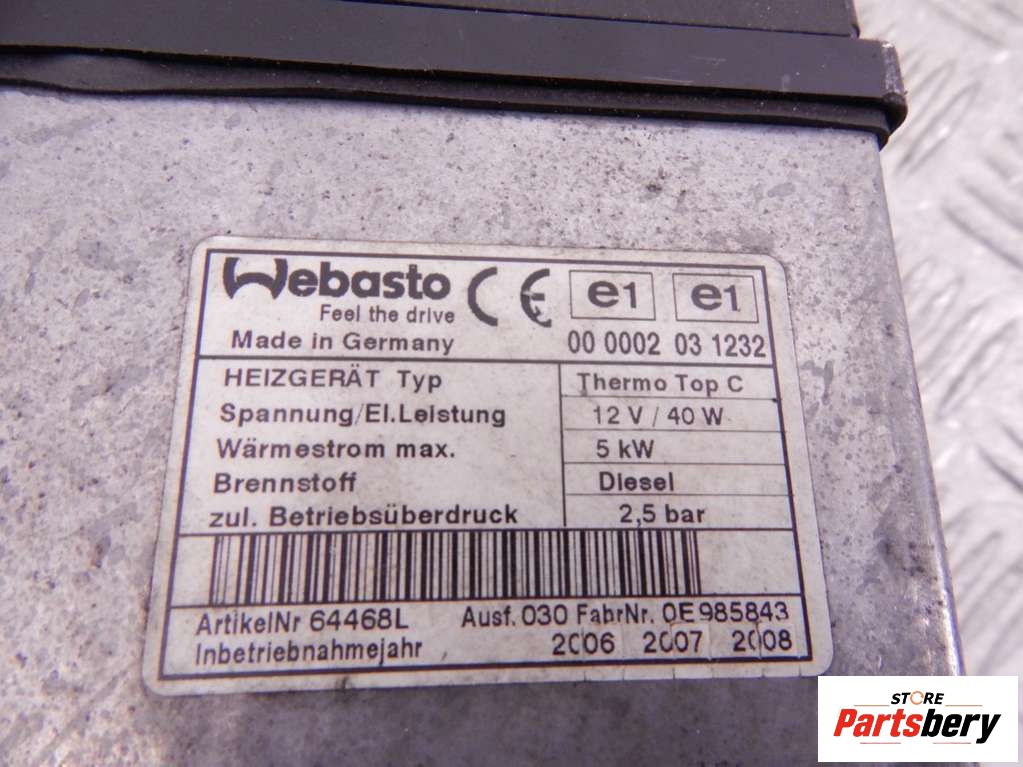 Webasto CE e1 e1
Feel the drive
Made in Germany 00 0002 03 1232
HEIZGERÄT Typ Thermo Top C
Spannung/El.Leistung 12 V / 40 W
Wärmestrom max. 5 kW
Brennstoff Diesel
zul. Betriebsüberdruck 2,5 bar
ArtikelNr 64468L Ausf. 030 FabrNr. 0E985843
Inbetriebnahmejahr 2006 2007 2008
STORE
Partsbery